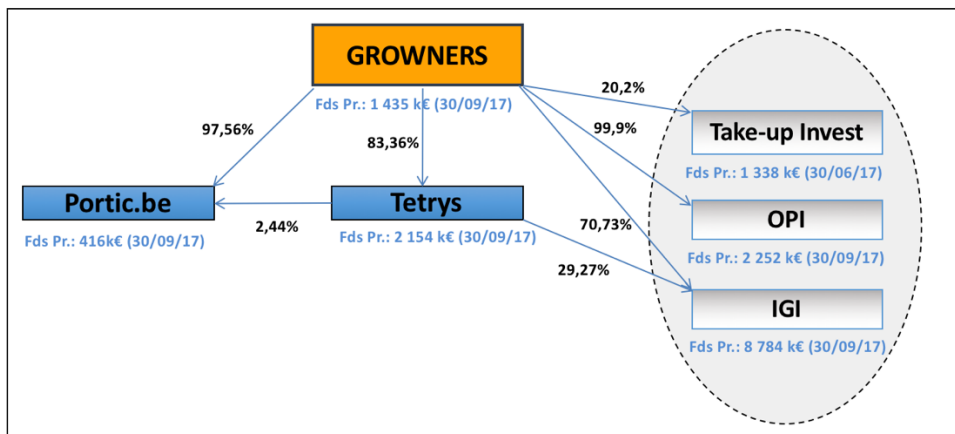 GROWNERS
Fds Pr.: 1 435 k€ (30/09/17)
20,2%
97,56%
83,36%
99,9%
Take-up Invest
Fds Pr.: 1 338 k€ (30/06/17)
Portic.be
Tetrys
OPI
Fds Pr.: 416k€ (30/09/17)
2,44%
Fds Pr.: 2 154 k€ (30/09/17)
70,73%
Fds Pr.: 2 252 k€ (30/09/17)
29,27%
IGI
Fds Pr.: 8 784 k€ (30/09/17)